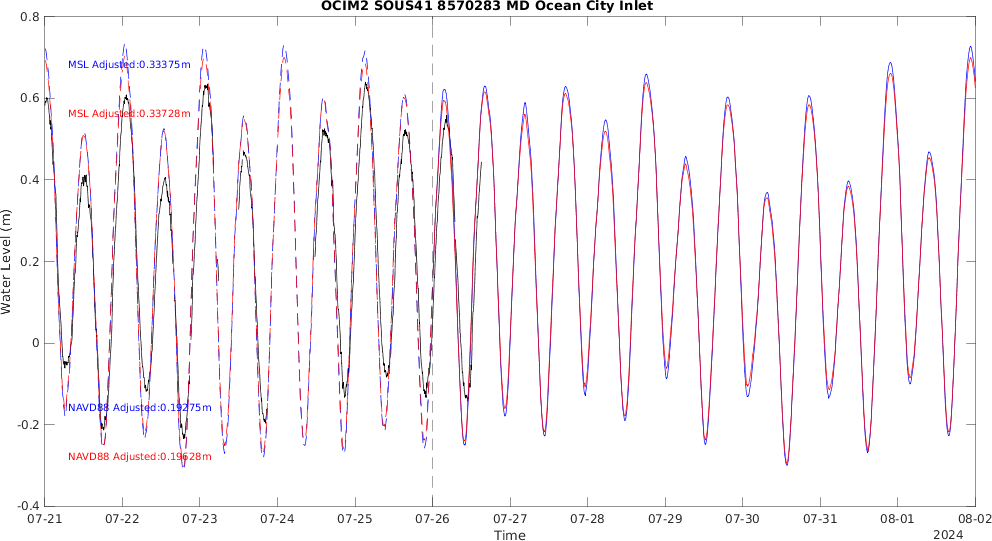 OCIM2 SOUS41 8570283 MD Ocean City Inlet
0.8
0.6
0.4
0.2
0
-0.2
-0.4
Water Level (m)
MSL Adjusted:0.33375m
MSL Adjusted:0.33728m
NAVD88 Adjusted:0.19275m
NAVD88 Adjusted:0.19628m
07-21 07-22 07-23 07-24 07-25 07-26 07-27 07-28 07-29 07-30 07-31 08-01 08-02
Time
2024